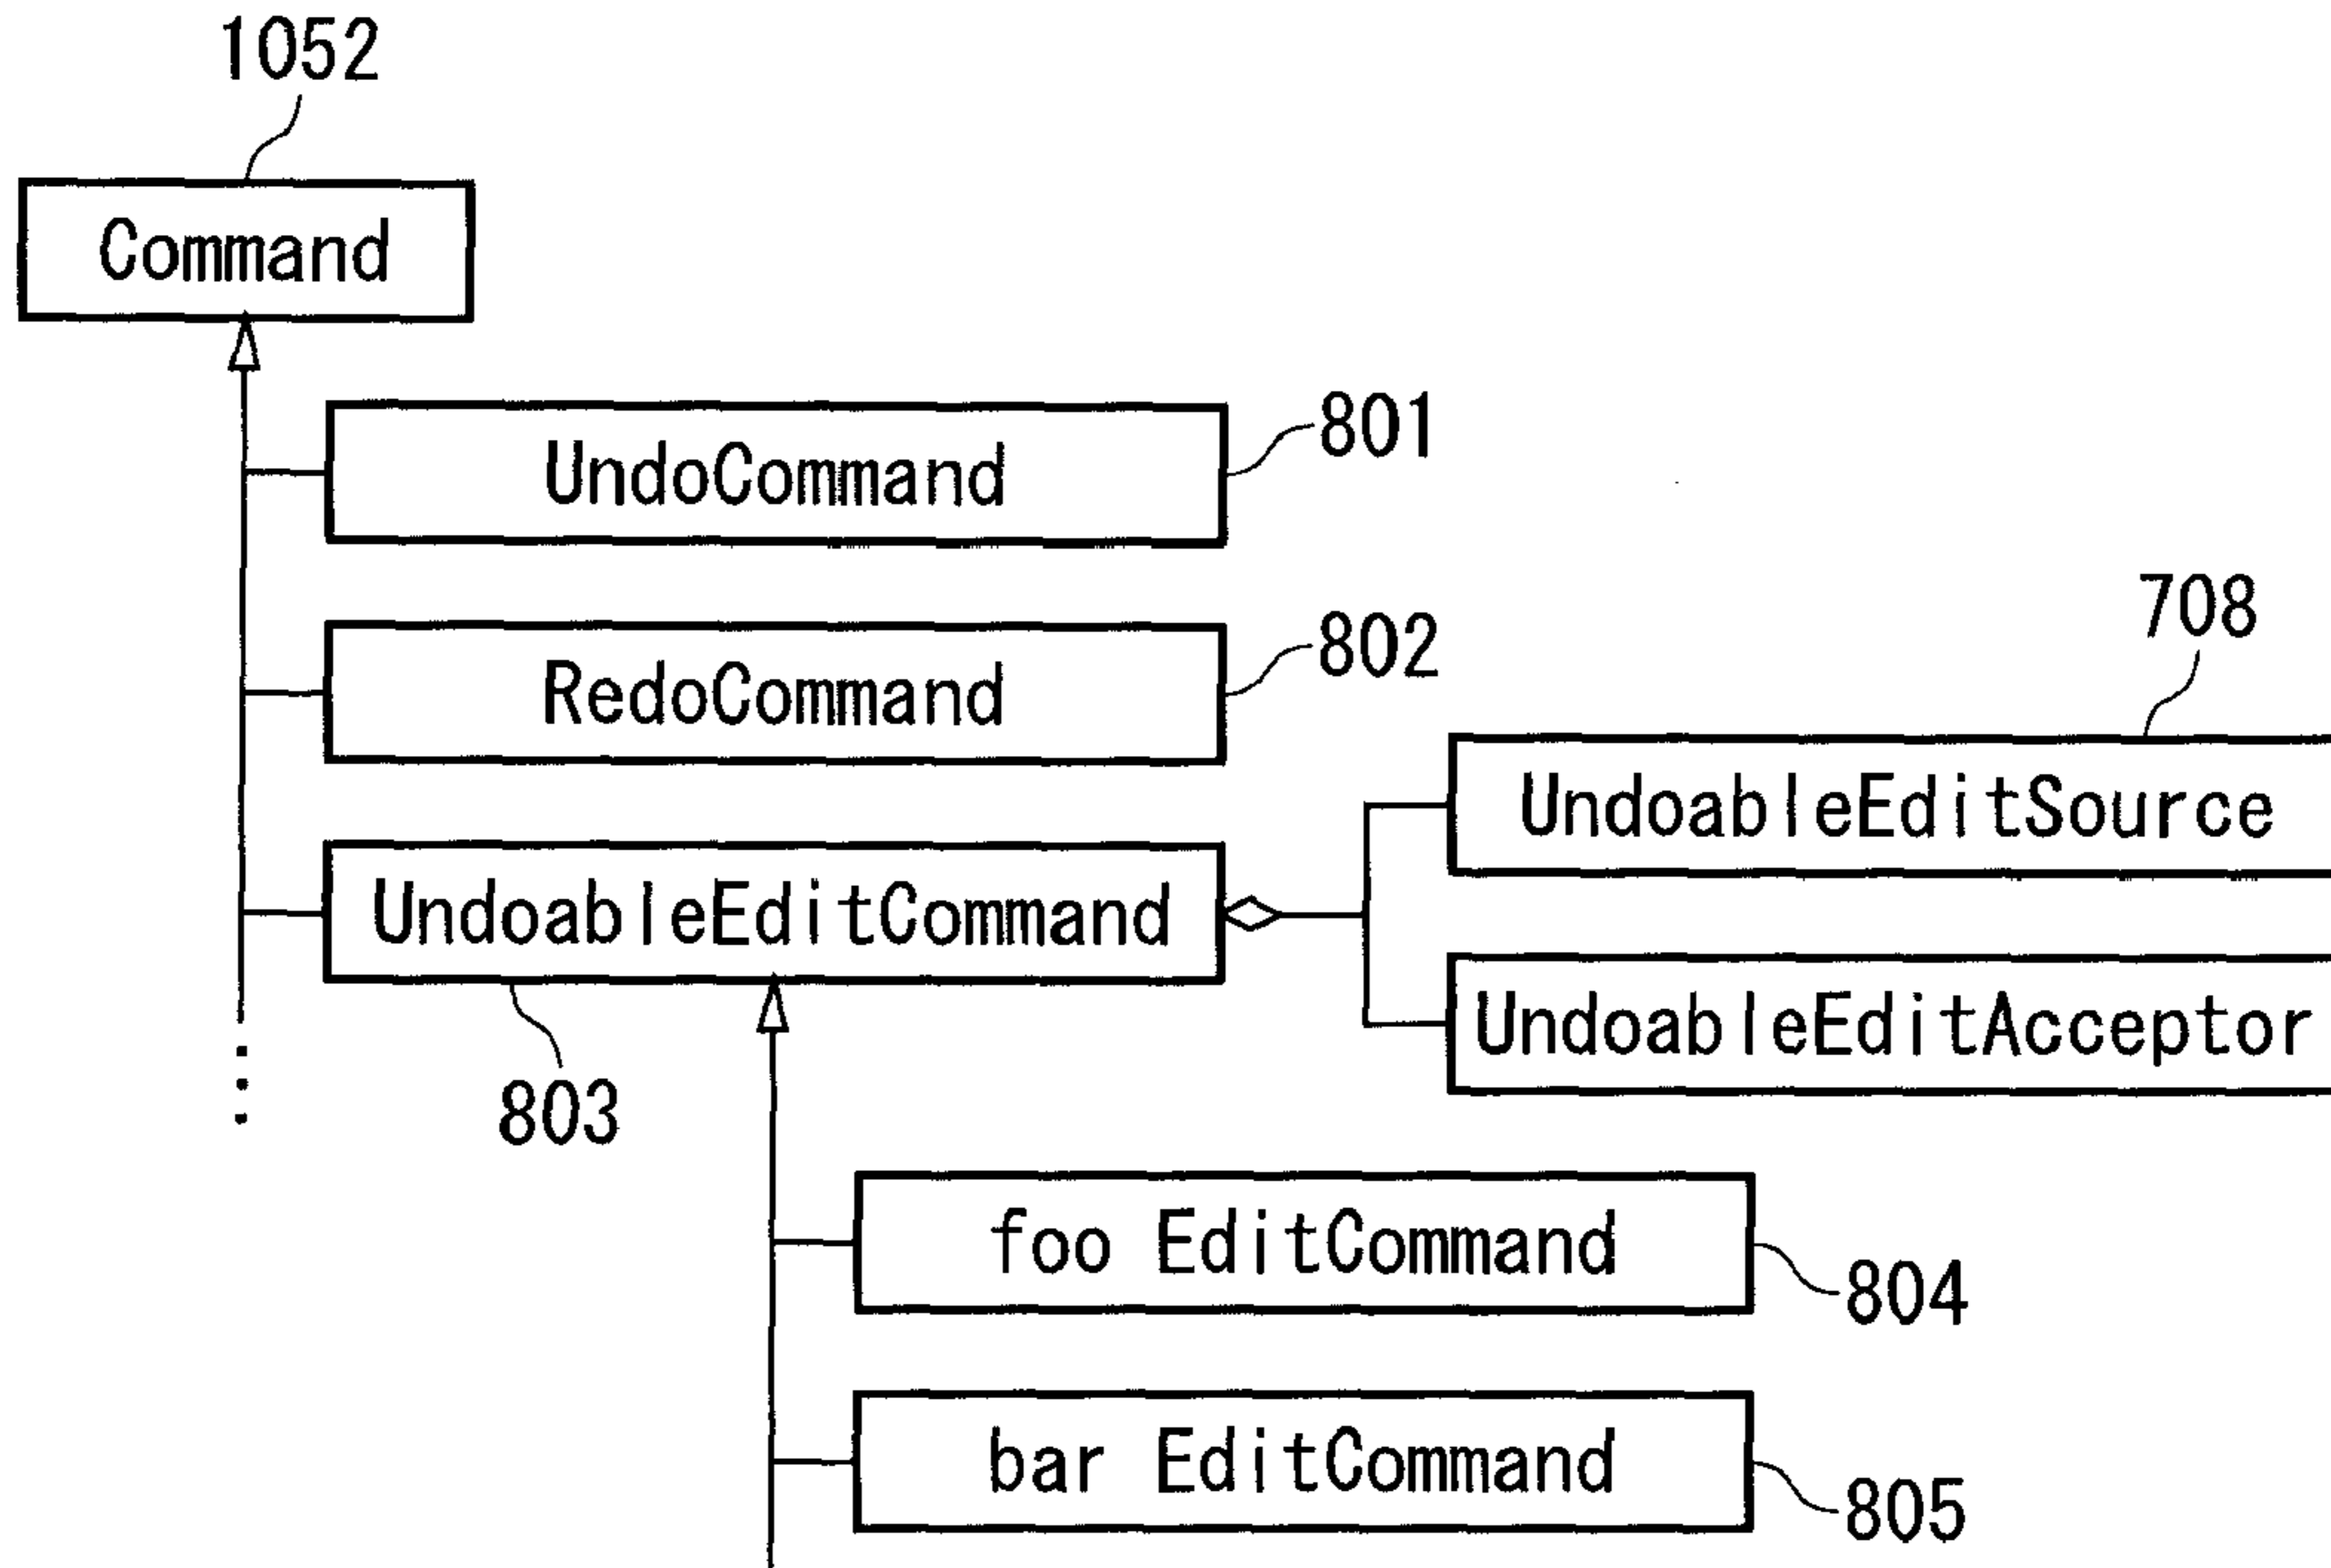 1052
Command
UndoCommand
801
RedoCommand
802
708
UndoableEditSource
UndoableEditCommand
UndoableEditAcceptor
803
foo EditCommand
804
bar EditCommand
805